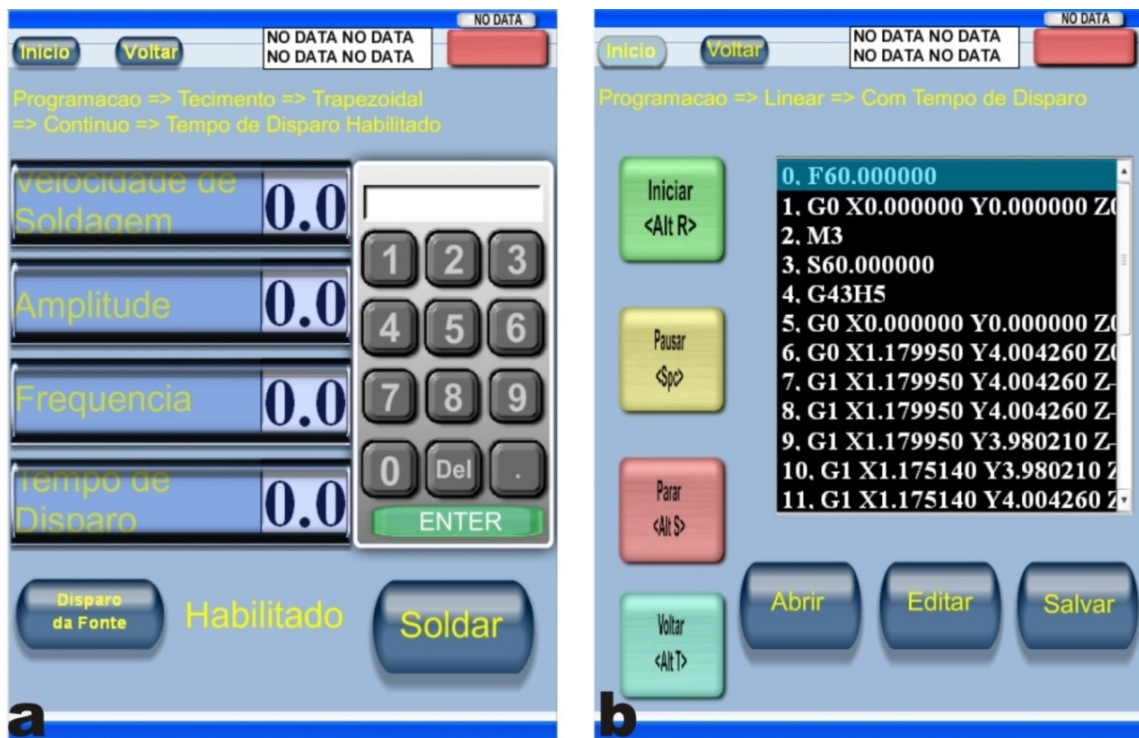 NO DATA
Inicio
Voltar
NO DATA NO DATA
NO DATA NO DATA
Programacao => Tecimento => Trapezoidal
=> Continuo => Tempo de Disparo Habilitado
Velocidade de
Soldagem
0.0
Amplitude
0.0
Frequencia
0.0
Tempo de
Disparo
0.0
1 2 3
4 5 6
7 8 9
0 Del .
ENTER
Disparo
da Fonte
Habilitado
Soldar
a
NO DATA
Inicio
Voltar
NO DATA NO DATA
NO DATA NO DATA
Programacao => Linear => Com Tempo de Disparo
Iniciar
<Alt R>
Pausar
<Spc>
Parar
<Alt S>
Voltar
<Alt T>
0, F60.000000
1, G0 X0.000000 Y0.000000 Z0
2, M3
3, S60.000000
4, G43H5
5, G0 X0.000000 Y0.000000 Z0
6, G0 X1.179950 Y4.004260 Z0
7, G1 X1.179950 Y4.004260 Z-
8, G1 X1.179950 Y4.004260 Z-
9, G1 X1.179950 Y3.980210 Z-
10, G1 X1.175140 Y3.980210 Z
11, G1 X1.175140 Y4.004260 Z
Abrir
Editar
Salvar
b